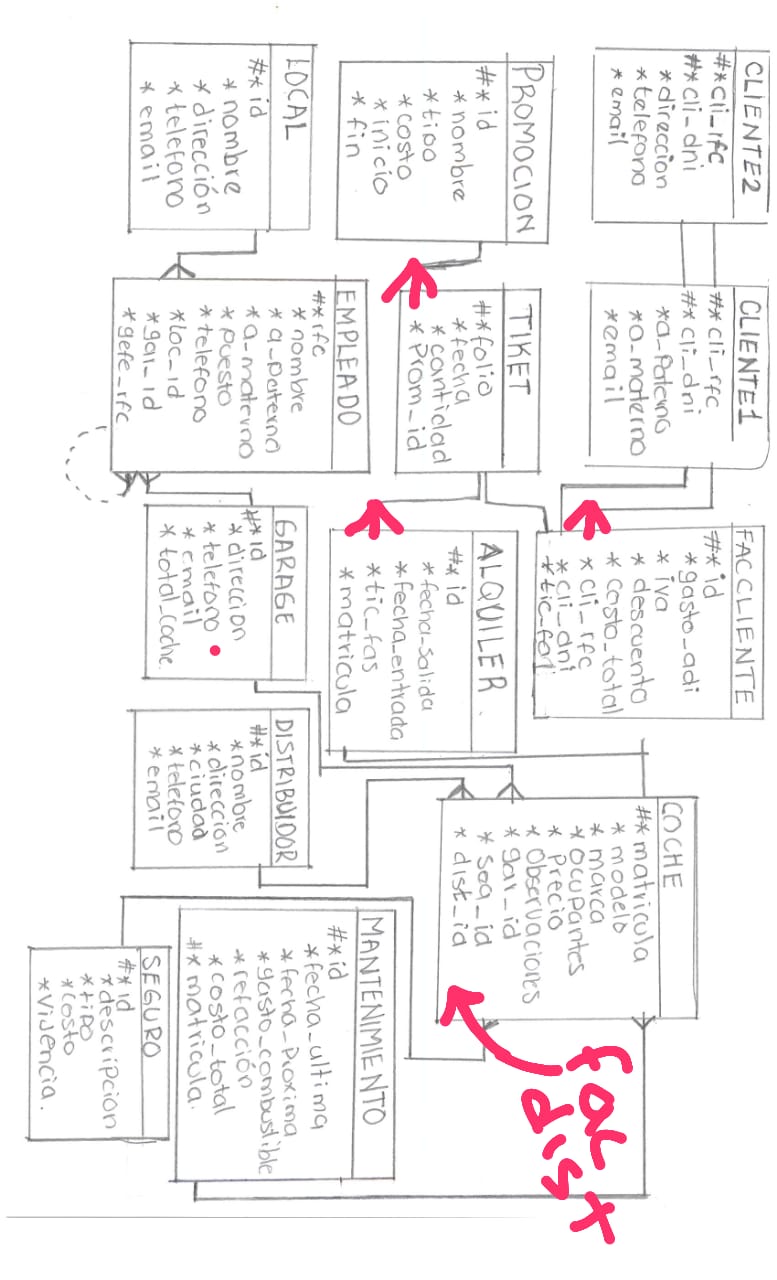 CLIENTE2
#* cli_rfc
#* cli_dni
* direccion
* telefono
* email
CLIENTE1
#* cli_rfc
#* cli_dni
* a_Paterno
* a_materno
* email
FACCLIENTE
#* id
* gasto_adi
* iva
* descuento
* costo_total
* cli_rfc
* cli_dni
* tic_fol
COCHE
#* matricula
* modelo
* marca
* ocupantes
* Precio
* Observaciones
* gar_id
* seg_id
* dist_id
fac
dist
PROMOCION
#* id
* nombre
* tipo
* costo
* inicio
* fin
TIKET
#* folio
* fecha
* cantidad
* Prom_id
ALQUILER
#* id
* fecha_salida
* fecha_entrada
* tic_fas
* matricula
MANTENIMIENTO
#* id
* fecha_ultima
* fecha_Proxima
* gasto_combustible
* refacción
* costo_total
#* matricula.
LOCAL
#* id
* nombre
* dirección
* telefono
* email
EMPLEADO
#* rfc
* nombre
* a_paterno
* a_materno
* puesto
* telefono
* loc_id
* gar_id
* gefe_rfc
GARAGE
#* id
* direccion
* telefono
* email
* total_coche.
DISTRIBUIDOR
#* id
* nombre
* direccion
* ciudad
* telefono
* email
SEGURO
#* id
* descripcion
* tipo
* costo
* vijencia.